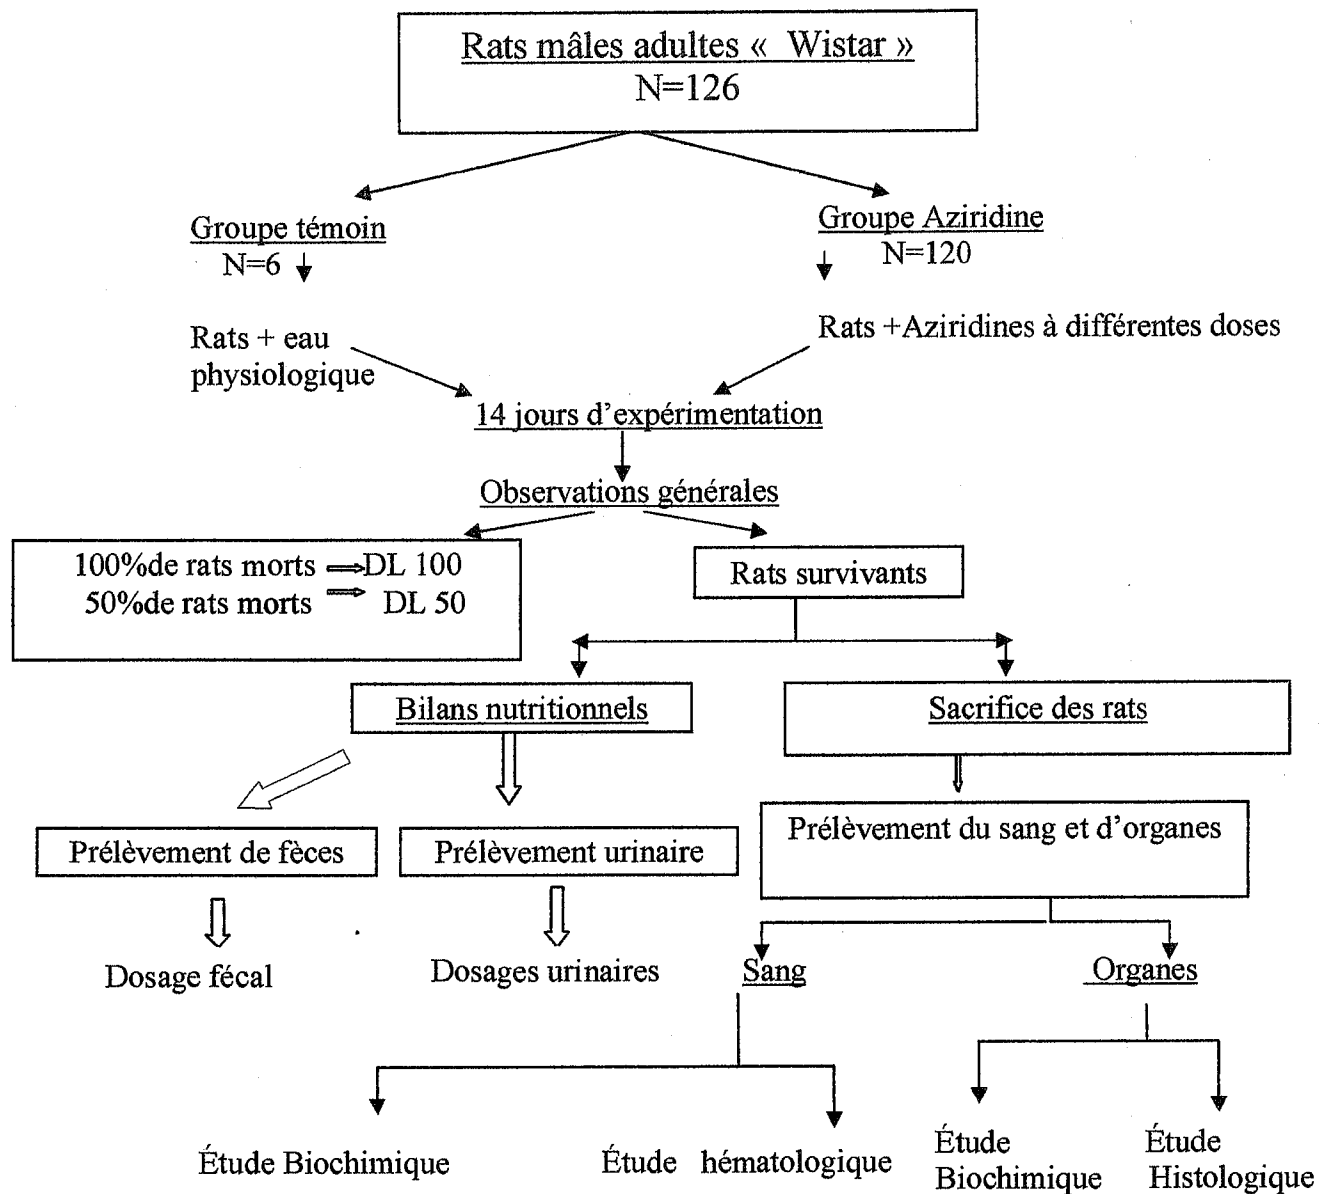 Rats mâles adultes « Wistar »
N=126
Groupe témoin
N=6
Groupe Aziridine
N=120
Rats + eau
physiologique
Rats +Aziridines à différentes doses
14 jours d’expérimentation
Observations générales
100%de rats morts ⇒DL 100
50%de rats morts ⇒ DL 50
Rats survivants
Bilans nutritionnels
Sacrifice des rats
Prélèvement de fèces
Prélèvement urinaire
Prélèvement du sang et d’organes
Dosage fécal
Dosages urinaires
Sang
Organes
Étude Biochimique
Étude hématologique
Étude
Biochimique
Étude
Histologique